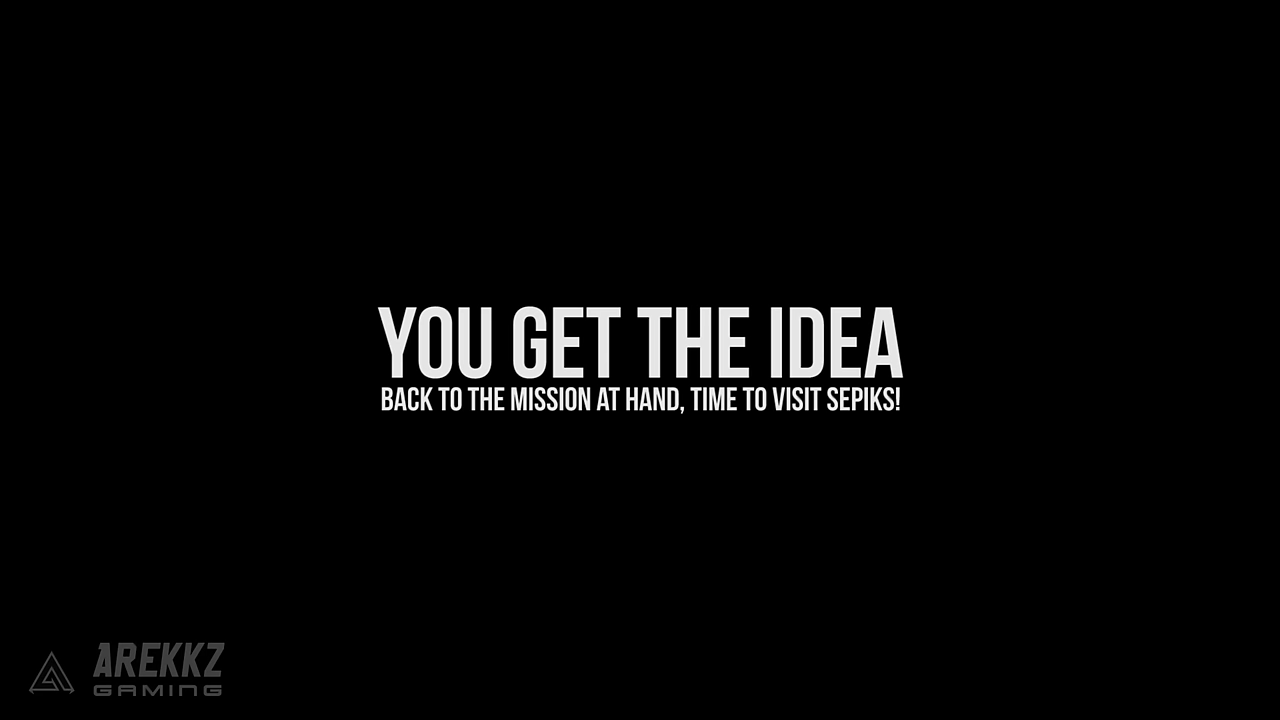 YOU GET THE IDEA
BACK TO THE MISSION AT HAND, TIME TO VISIT SEPIKS!
AREKKZ
GAMING